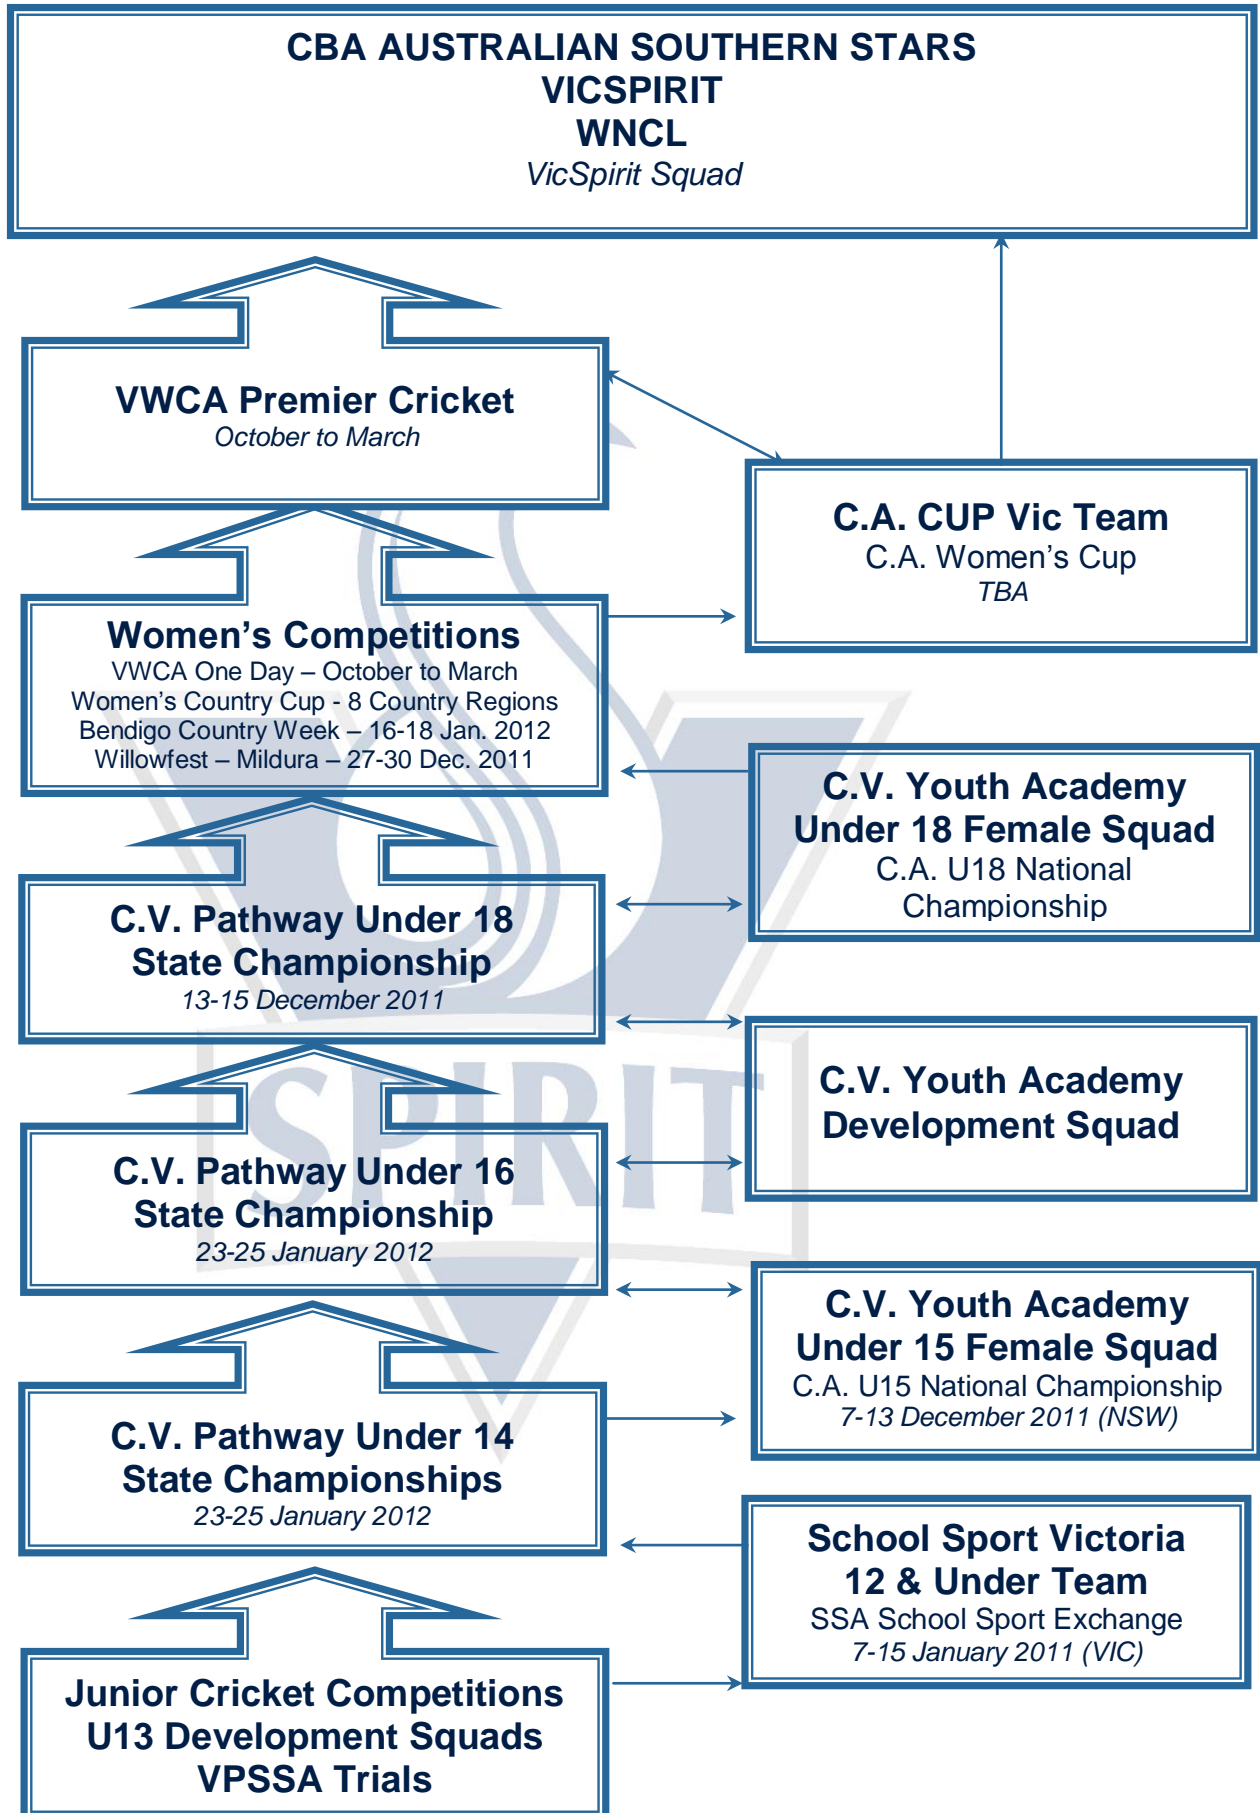 CBA AUSTRALIAN SOUTHERN STARS
VICSPIRIT
WNCL
VicSpirit Squad
VWCA Premier Cricket
October to March
C.A. CUP Vic Team
C.A. Women’s Cup
TBA
Women’s Competitions
VWCA One Day – October to March
Women’s Country Cup - 8 Country Regions
Bendigo Country Week – 16-18 Jan. 2012
Willowfest – Mildura – 27-30 Dec. 2011
C.V. Youth Academy
Under 18 Female Squad
C.A. U18 National
Championship
C.V. Pathway Under 18
State Championship
13-15 December 2011
C.V. Youth Academy
Development Squad
SPIRIT
C.V. Pathway Under 16
State Championship
23-25 January 2012
C.V. Youth Academy
Under 15 Female Squad
C.A. U15 National Championship
7-13 December 2011 (NSW)
C.V. Pathway Under 14
State Championships
23-25 January 2012
School Sport Victoria
12 & Under Team
SSA School Sport Exchange
7-15 January 2011 (VIC)
Junior Cricket Competitions
U13 Development Squads
VPSSA Trials